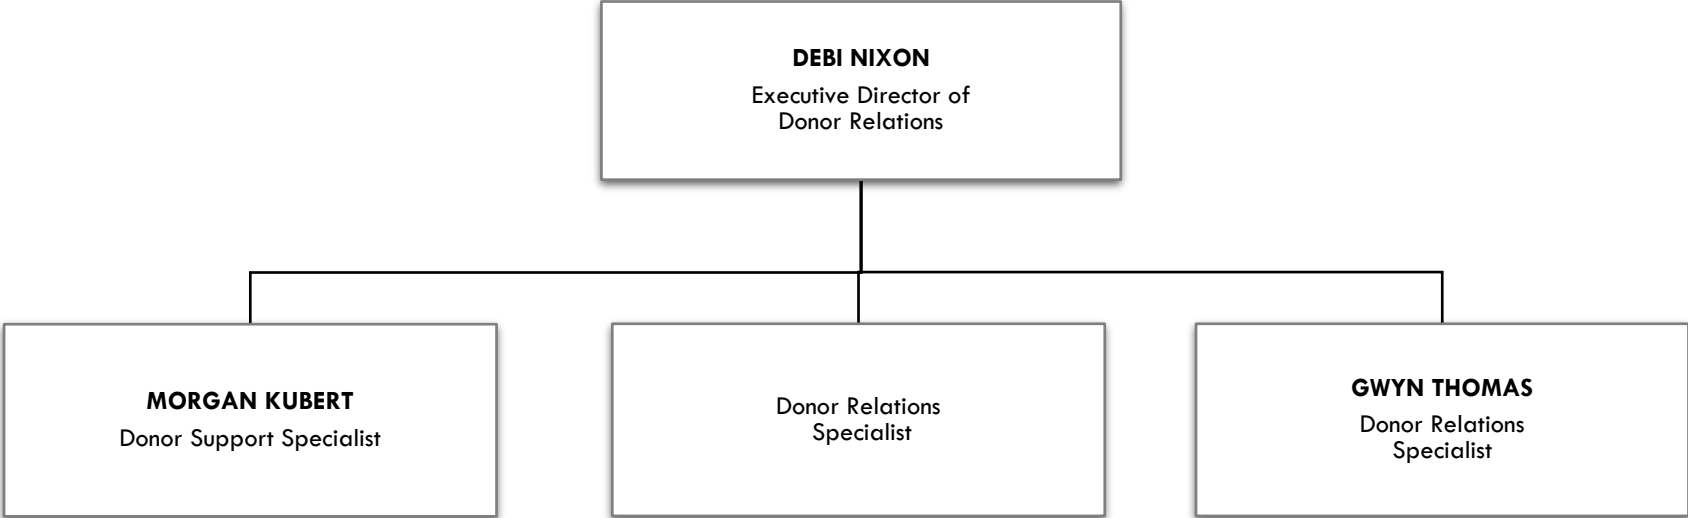 DEBI NIXON
Executive Director of
Donor Relations
MORGAN KUBERT
Donor Support Specialist
Donor Relations
Specialist
GWYN THOMAS
Donor Relations
Specialist